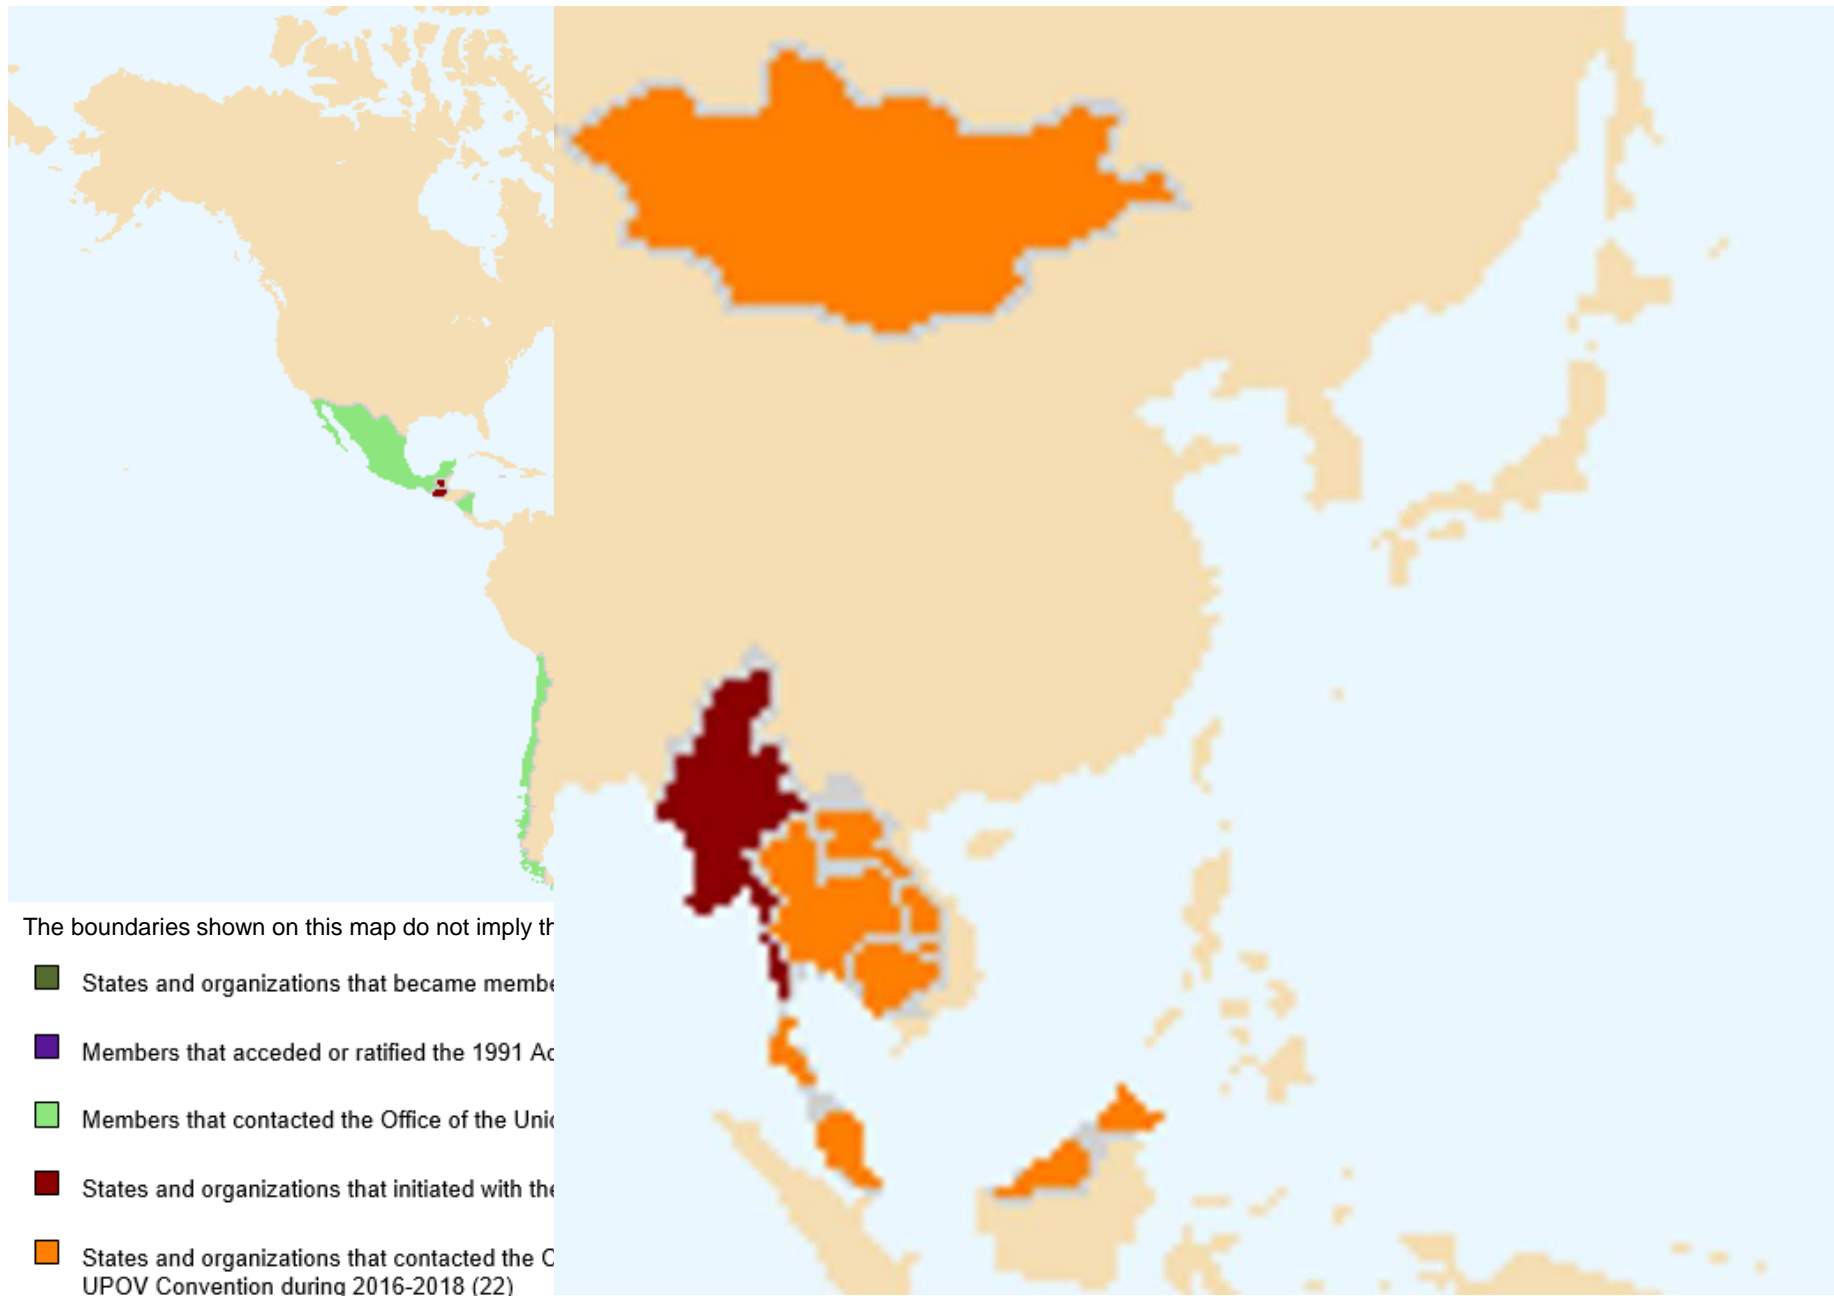 The boundaries shown on this map do not imply th
States and organizations that became membe
Members that acceded or ratified the 1991 Ac
Members that contacted the Office of the Unio
States and organizations that initiated with the
States and organizations that contacted the O
UPOV Convention during 2016-2018 (22)